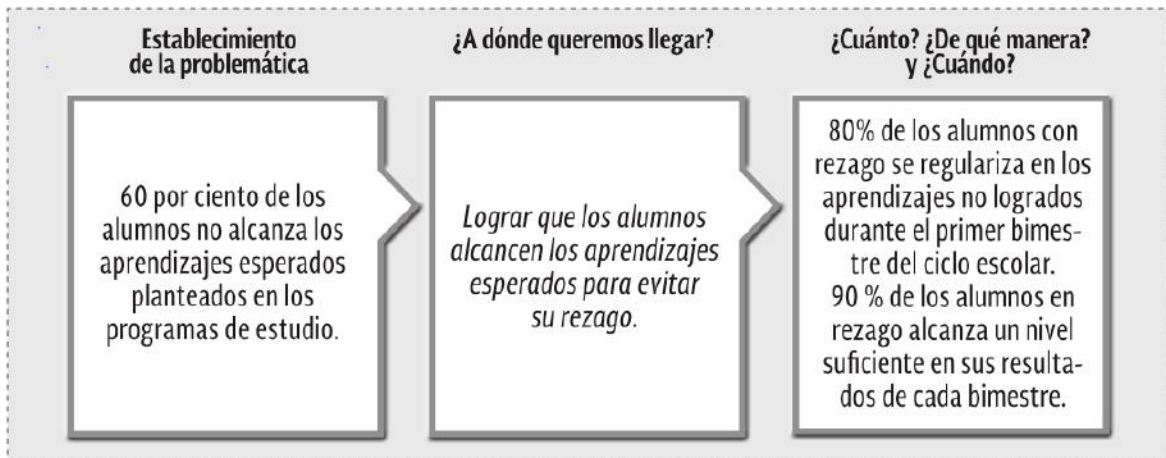 Establecimiento
de la problemática
60 por ciento de los
alumnos no alcanza los
aprendizajes esperados
planteados en los
programas de estudio.
¿A dónde queremos llegar?
Lograr que los alumnos
alcancen los aprendizajes
esperados para evitar
su rezago.
¿Cuánto? ¿De qué manera?
y ¿Cuándo?
80% de los alumnos con
rezago se regulariza en los
aprendizajes no logrados
durante el primer bimes-
tre del ciclo escolar.
90 % de los alumnos en
rezago alcanza un nivel
suficiente en sus resulta-
dos de cada bimestre.